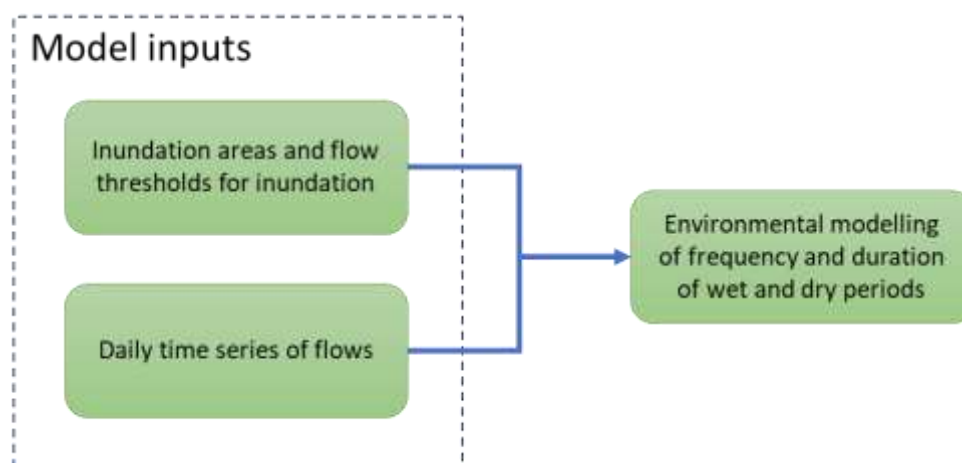 Model inputs
Inundation areas and flow
thresholds for inundation
Environmental modelling
of frequency and duration
of wet and dry periods
Daily time series of flows